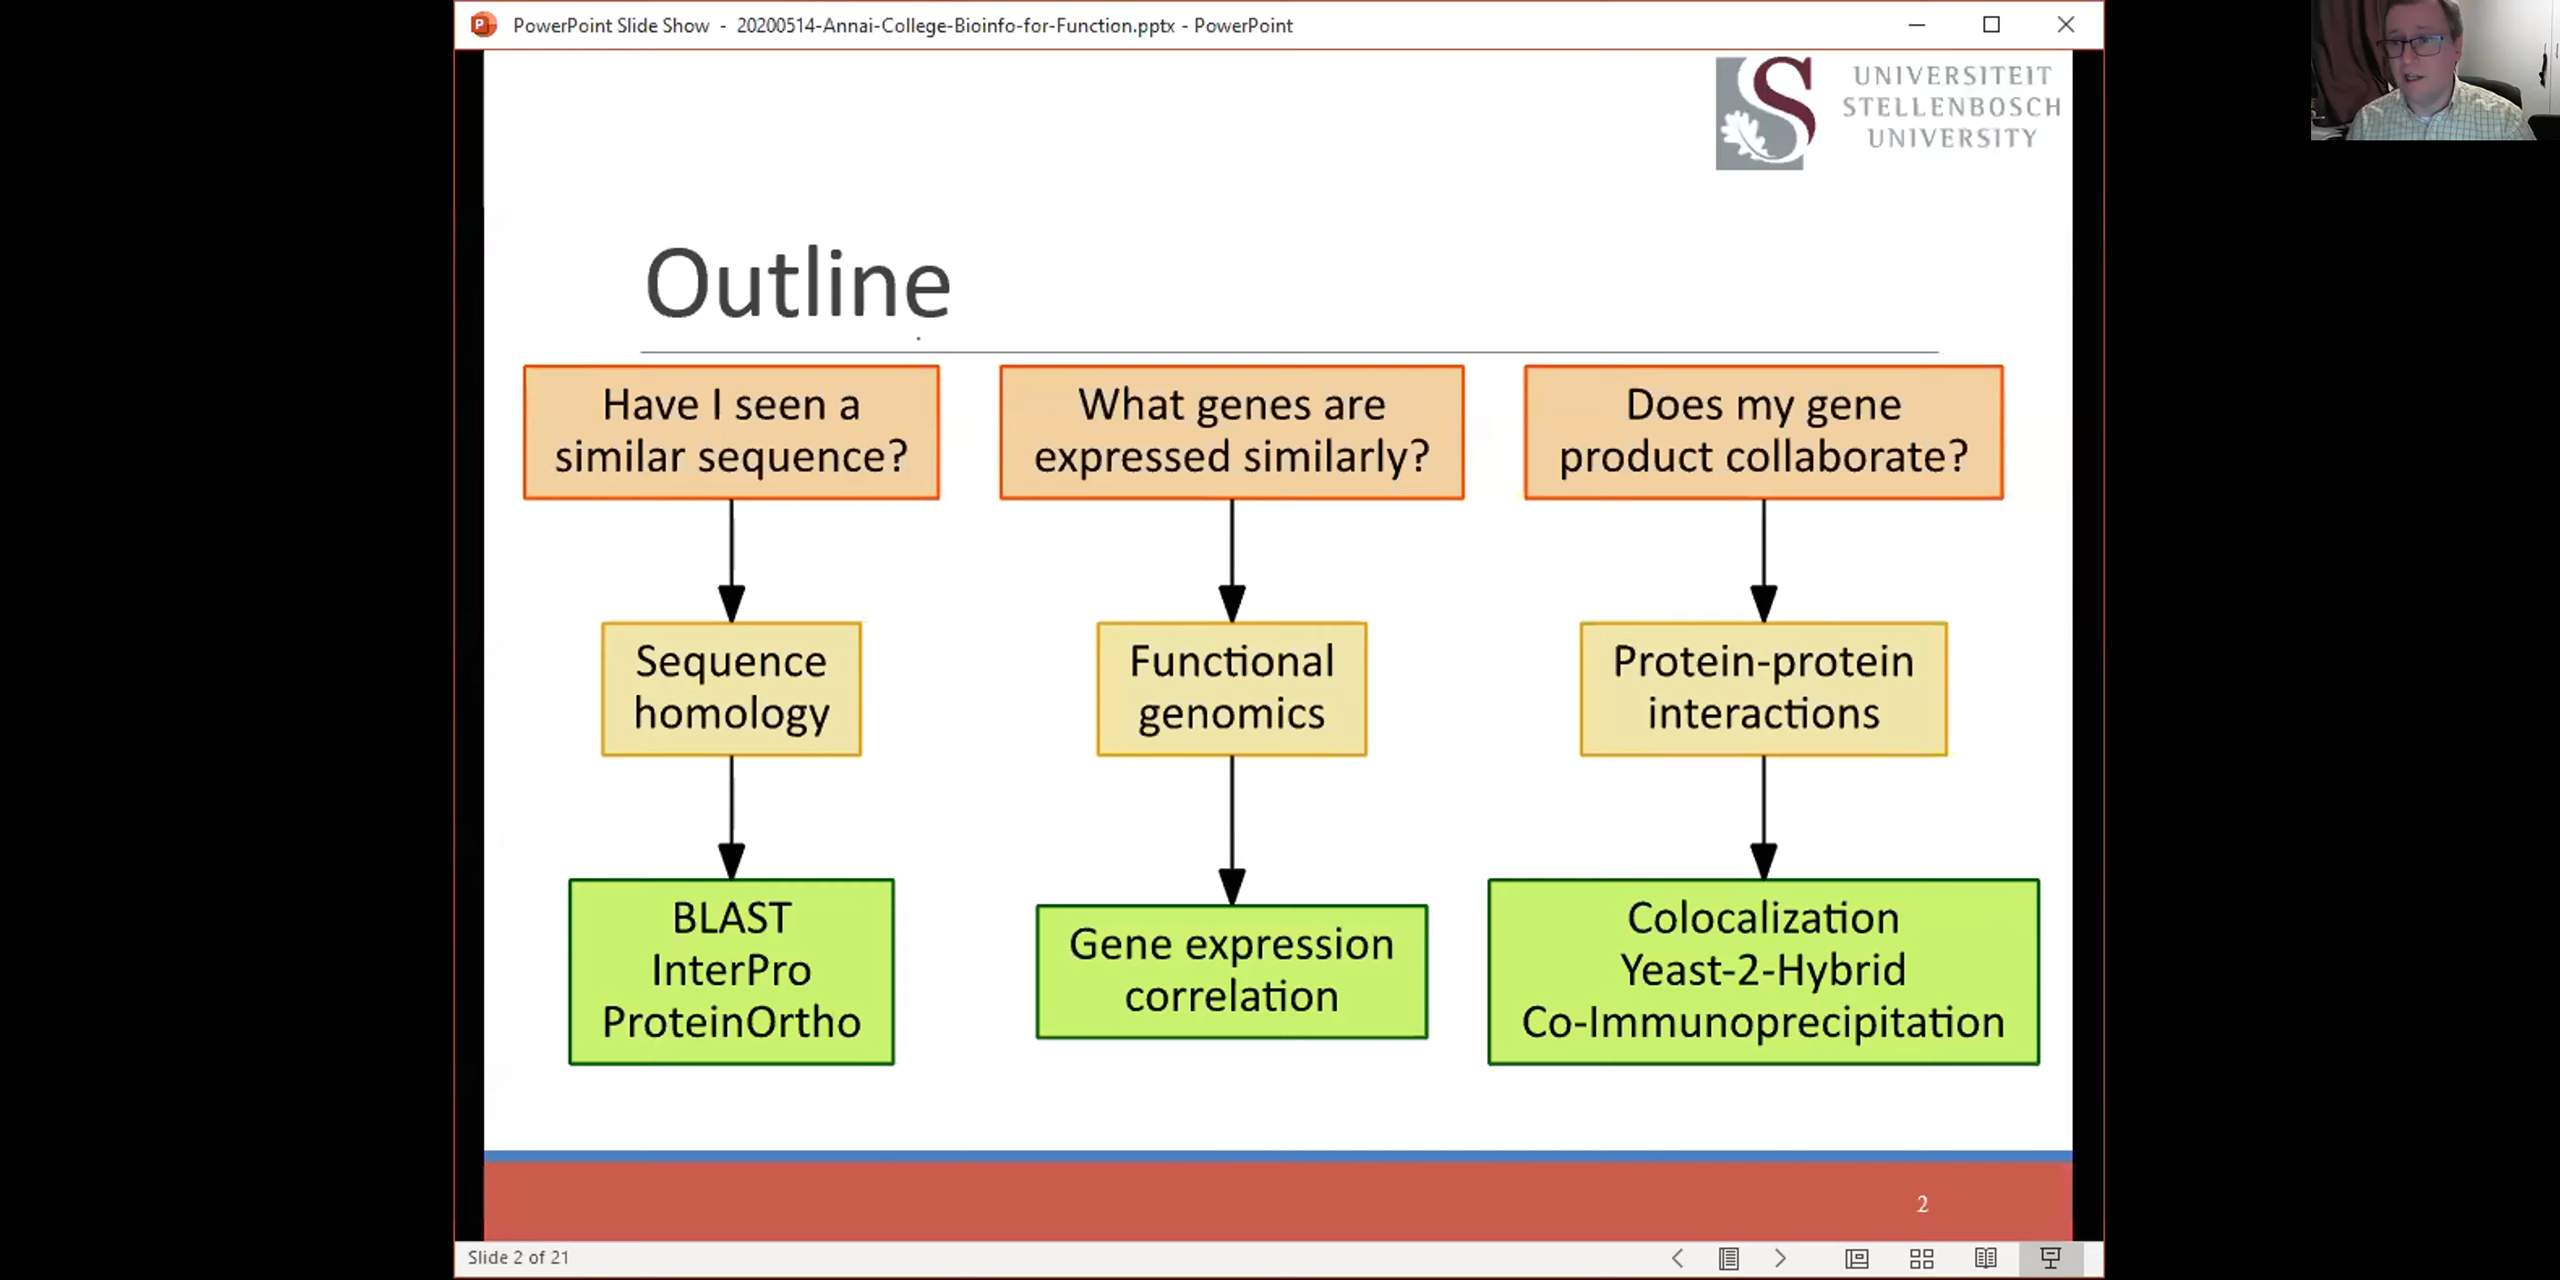 PowerPoint Slide Show - 20200514-Annai-College-Bioinfo-for-Function.pptx - PowerPoint
UNIVERSITEIT
STELLENBOSCH
UNIVERSITY
Outline
Have I seen a
similar sequence?
What genes are
expressed similarly?
Does my gene
product collaborate?
Sequence
homology
Functional
genomics
Protein-protein
interactions
BLAST
InterPro
ProteinOrtho
Gene expression
correlation
Colocalization
Yeast-2-Hybrid
Co-Immunoprecipitation
2
Slide 2 of 21